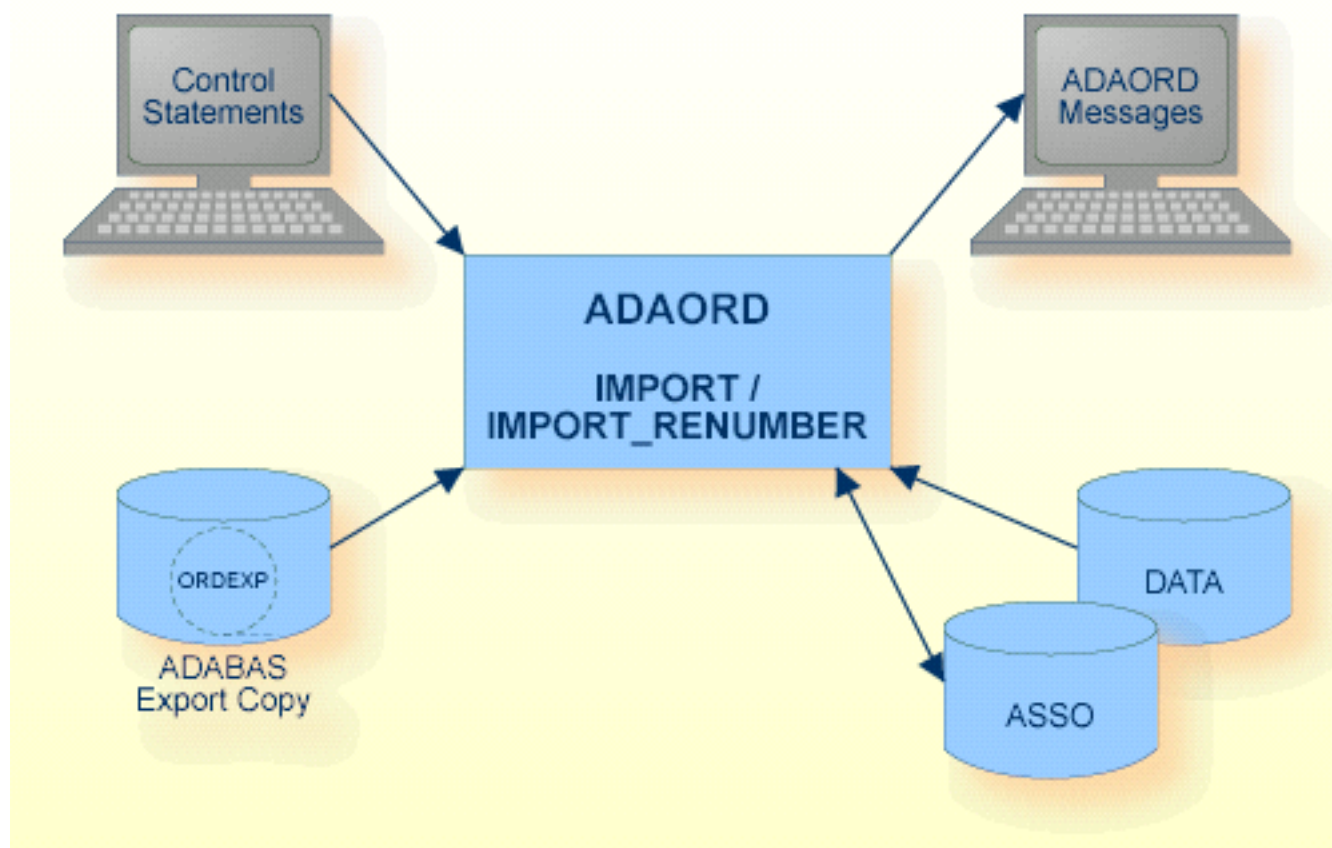 Control
Statements
ADAORD
Messages
ADAORD
IMPORT /
IMPORT_RENUMBER
ORDEXP
ADABAS
Export Copy
DATA
ASSO